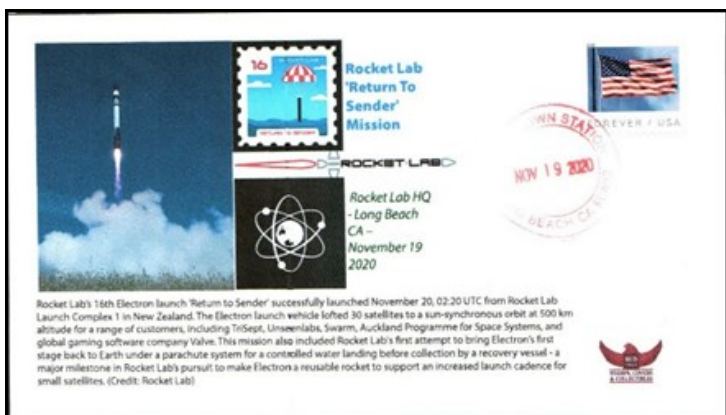 16
RETURN TO SENDER
Rocket Lab
'Return To
Sender'
Mission
ROCKET LAB
Rocket Lab HQ
- Long Beach
CA –
November 19
2020
FOREVER / USA
WN STATION
NOV 19 2020
BEACH CA
Rocket Lab's 16th Electron launch 'Return to Sender' successfully launched November 20, 02:20 UTC from Rocket Lab
Launch Complex 1 in New Zealand. The Electron launch vehicle lofted 30 satellites to a sun-synchronous orbit at 500 km
altitude for a range of customers, including TriSept, Unseenlabs, Swarm, Auckland Programme for Space Systems, and
global gaming software company Valve. This mission also included Rocket Lab's first attempt to bring Electron's first
stage back to Earth under a parachute system for a controlled water landing before collection by a recovery vessel - a
major milestone in Rocket Lab's pursuit to make Electron a reusable rocket to support an increased launch cadence for
small satellites. (Credit: Rocket Lab)
STAMPS, COVERS
& COLLECTIBLES